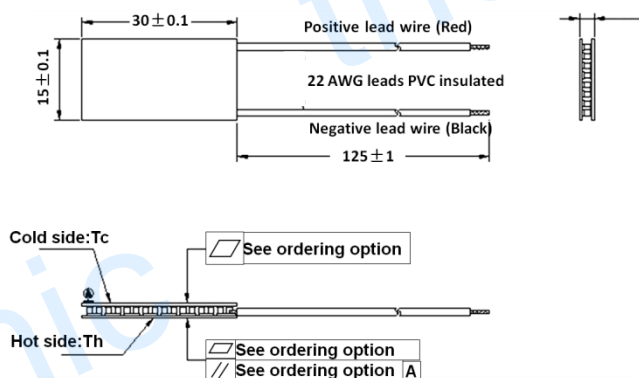 30±0.1
Positive lead wire (Red)
15±0.1
22 AWG leads PVC insulated
Negative lead wire (Black)
125±1
Cold side:Tc
See ordering option
A
Hot side:Th
See ordering option
// See ordering option A